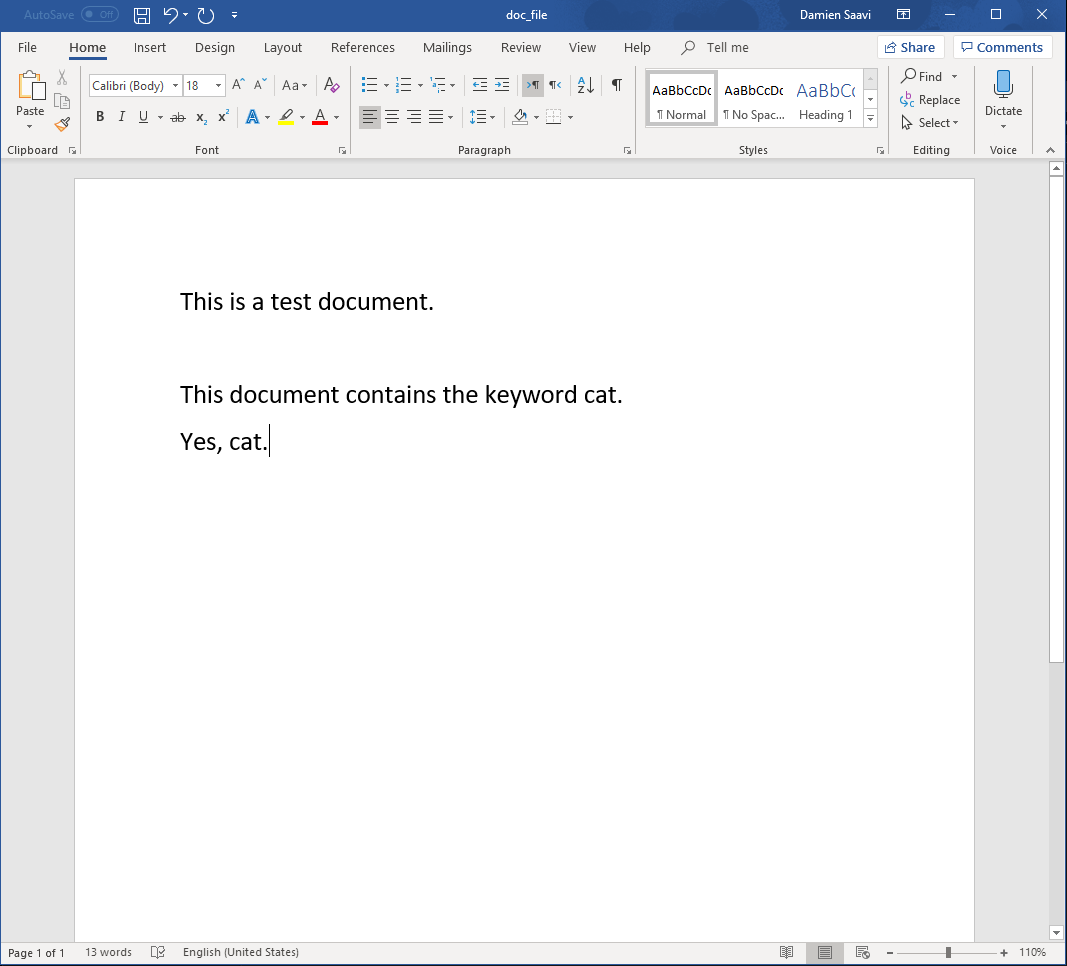 AutoSave Off doc_file Damien Saavi
File Home Insert Design Layout References Mailings Review View Help Tell me Share Comments
Paste
Calibri (Body) 18 A A Aa A
B I U ab x2 x2 A A
¶ ¶ A Z ¶
AaBbCcDc AaBbCcDc AaBbCc
¶ Normal ¶ No Spac... Heading 1
Find
Replace
Select
Dictate
Clipboard Font Paragraph Styles Editing Voice
This is a test document.
This document contains the keyword cat.
Yes, cat.
Page 1 of 1 13 words English (United States) 110%